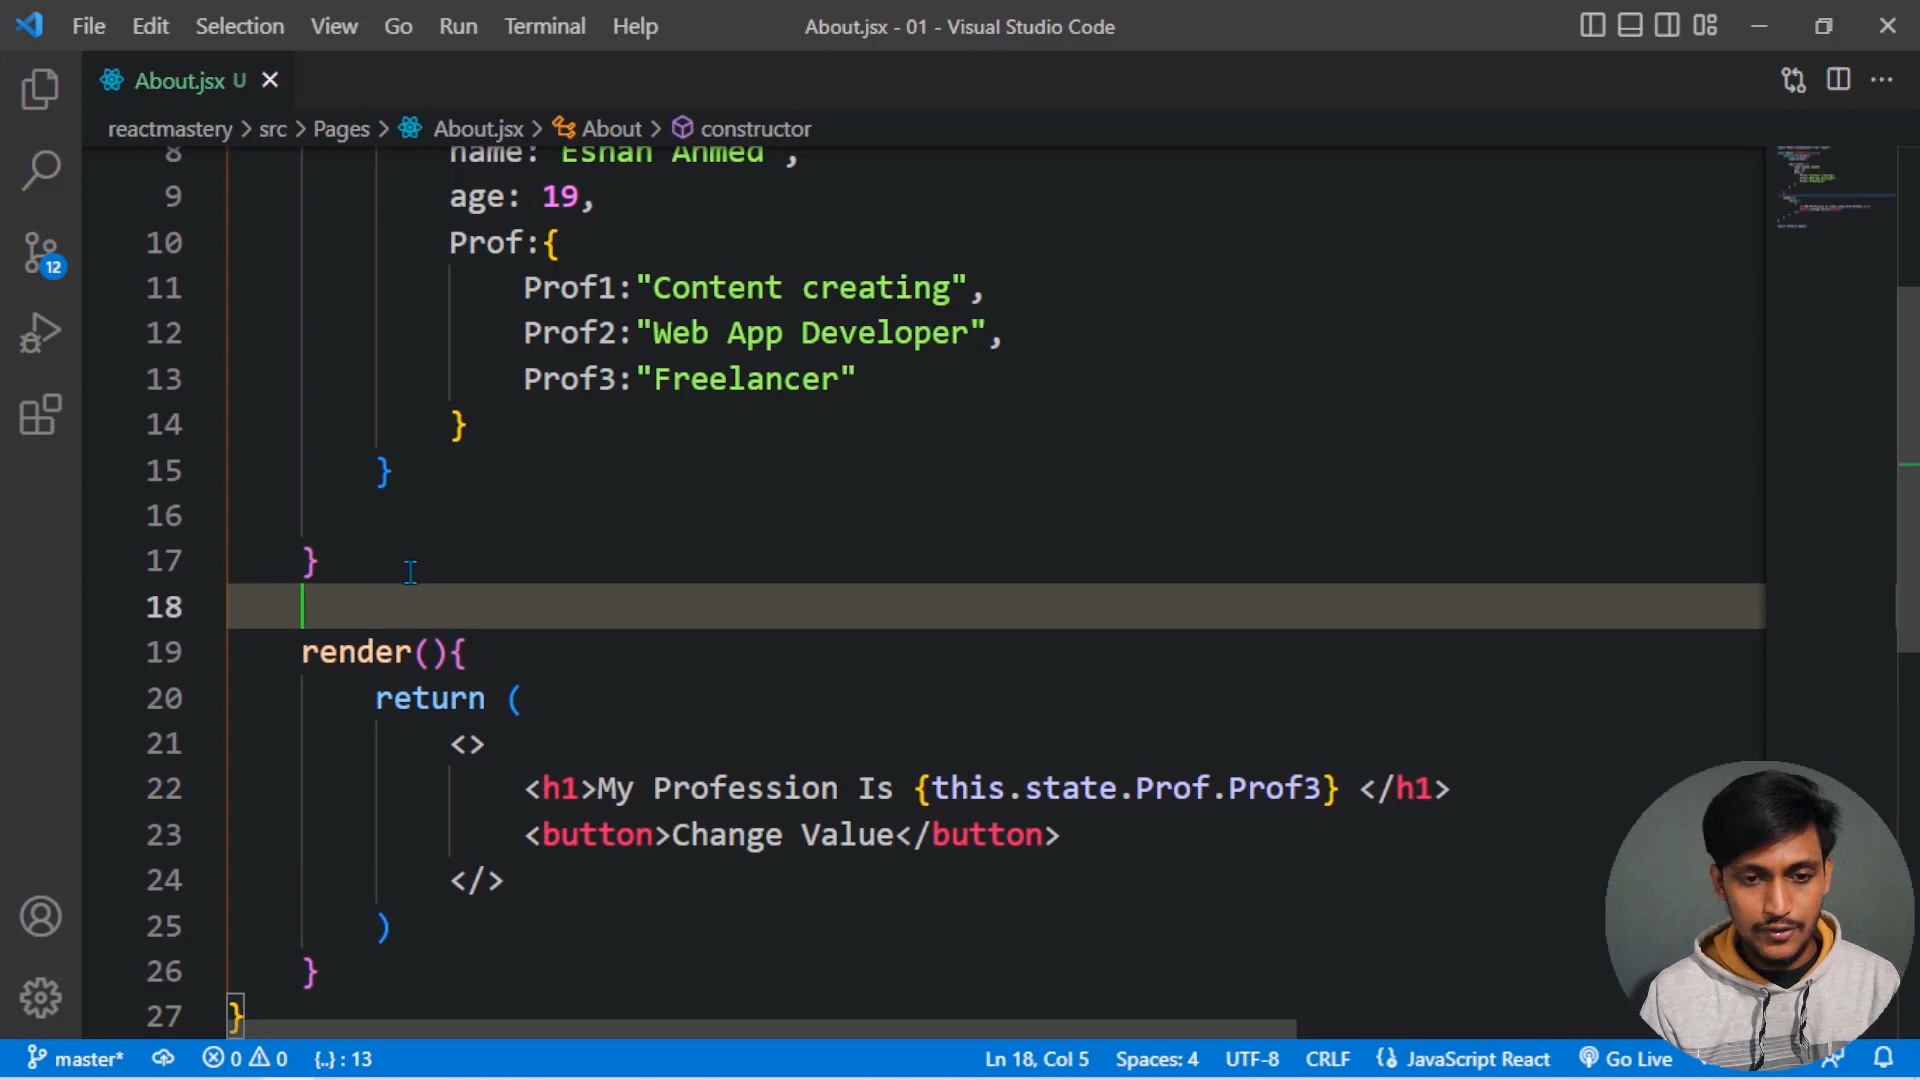 File Edit Selection View Go Run Terminal Help About.jsx - 01 - Visual Studio Code
About.jsx U
reactmastery > src > Pages > About.jsx > About > constructor
8 name: "Eshan Ahmed",
9 age: 19,
10 Prof:{
11 Prof1:"Content creating",
12 Prof2:"Web App Developer",
13 Prof3:"Freelancer"
14 }
15 }
16
17 }
18
19 render(){
20 return (
21 <>
22 <h1>My Profession Is {this.state.Prof.Prof3} </h1>
23 <button>Change Value</button>
24 </>
25 )
26 }
27 }
12
master* 0 0 {..} : 13 Ln 18, Col 5 Spaces: 4 UTF-8 CRLF JavaScript React Go Live